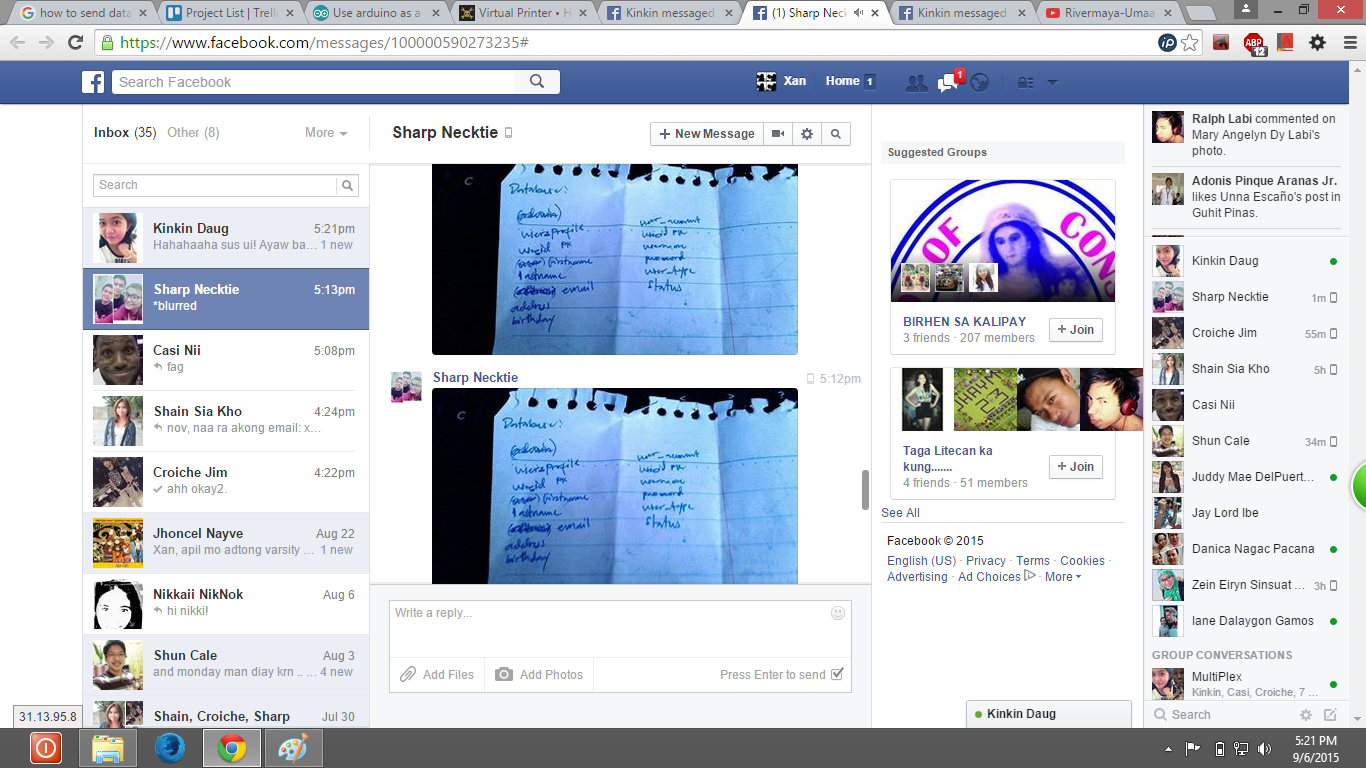 how to send data
Project List | Trell
Use arduino as a
Virtual Printer • H
Kinkin messaged
(1) Sharp Neck
Kinkin messaged
Rivermaya-Umaa
https://www.facebook.com/messages/100000590273235#
ABP
12
Search Facebook
Xan
Home 1
1
Inbox (35)
Other (8)
More
Search
Kinkin Daug
5:21pm
Hahahaaha sus ui! Ayaw ba... 1 new
Sharp Necktie
5:13pm
*blurred
Casi Nii
5:08pm
fag
Shain Sia Kho
4:24pm
nov, naa ra akong email: x...
Croiche Jim
4:22pm
ahh okay2.
Jhoncel Nayve
Aug 22
Xan, apil mo adtong varsity ... 1 new
Nikkaii NikNok
Aug 6
hi nikki!
Shun Cale
Aug 3
and monday man diay krn .. ... 4 new
Shain, Croiche, Sharp
Jul 30
31.13.95.8
Sharp Necktie
+ New Message
C
Database:
userprofile
lastname
email
address
birthday
user_account
username
password
user_type
status
Sharp Necktie
5:12pm
C
Database:
userprofile
lastname
email
address
birthday
user_account
username
password
user_type
status
Write a reply...
Add Files
Add Photos
Press Enter to send
Suggested Groups
OF CONS
BIRHEN SA KALIPAY
3 friends · 207 members
+ Join
Taga Litecan ka
kung.......
4 friends · 51 members
+ Join
See All
Facebook © 2015
English (US) · Privacy · Terms · Cookies ·
Advertising · Ad Choices · More
Kinkin Daug
Ralph Labi commented on
Mary Angelyn Dy Labi's
photo.
Adonis Pinque Aranas Jr.
likes Unna Escaño's post in
Guhit Pinas.
Kinkin Daug
Sharp Necktie
1m
Croiche Jim
55m
Shain Sia Kho
5h
Casi Nii
Shun Cale
34m
Juddy Mae DelPuert...
Jay Lord Ibe
Danica Nagac Pacana
Zein Eiryn Sinsuat ...
3h
Iane Dalaygon Gamos
GROUP CONVERSATIONS
MultiPlex
Kinkin, Casi, Croiche, 7 ...
Search
5:21 PM
9/6/2015